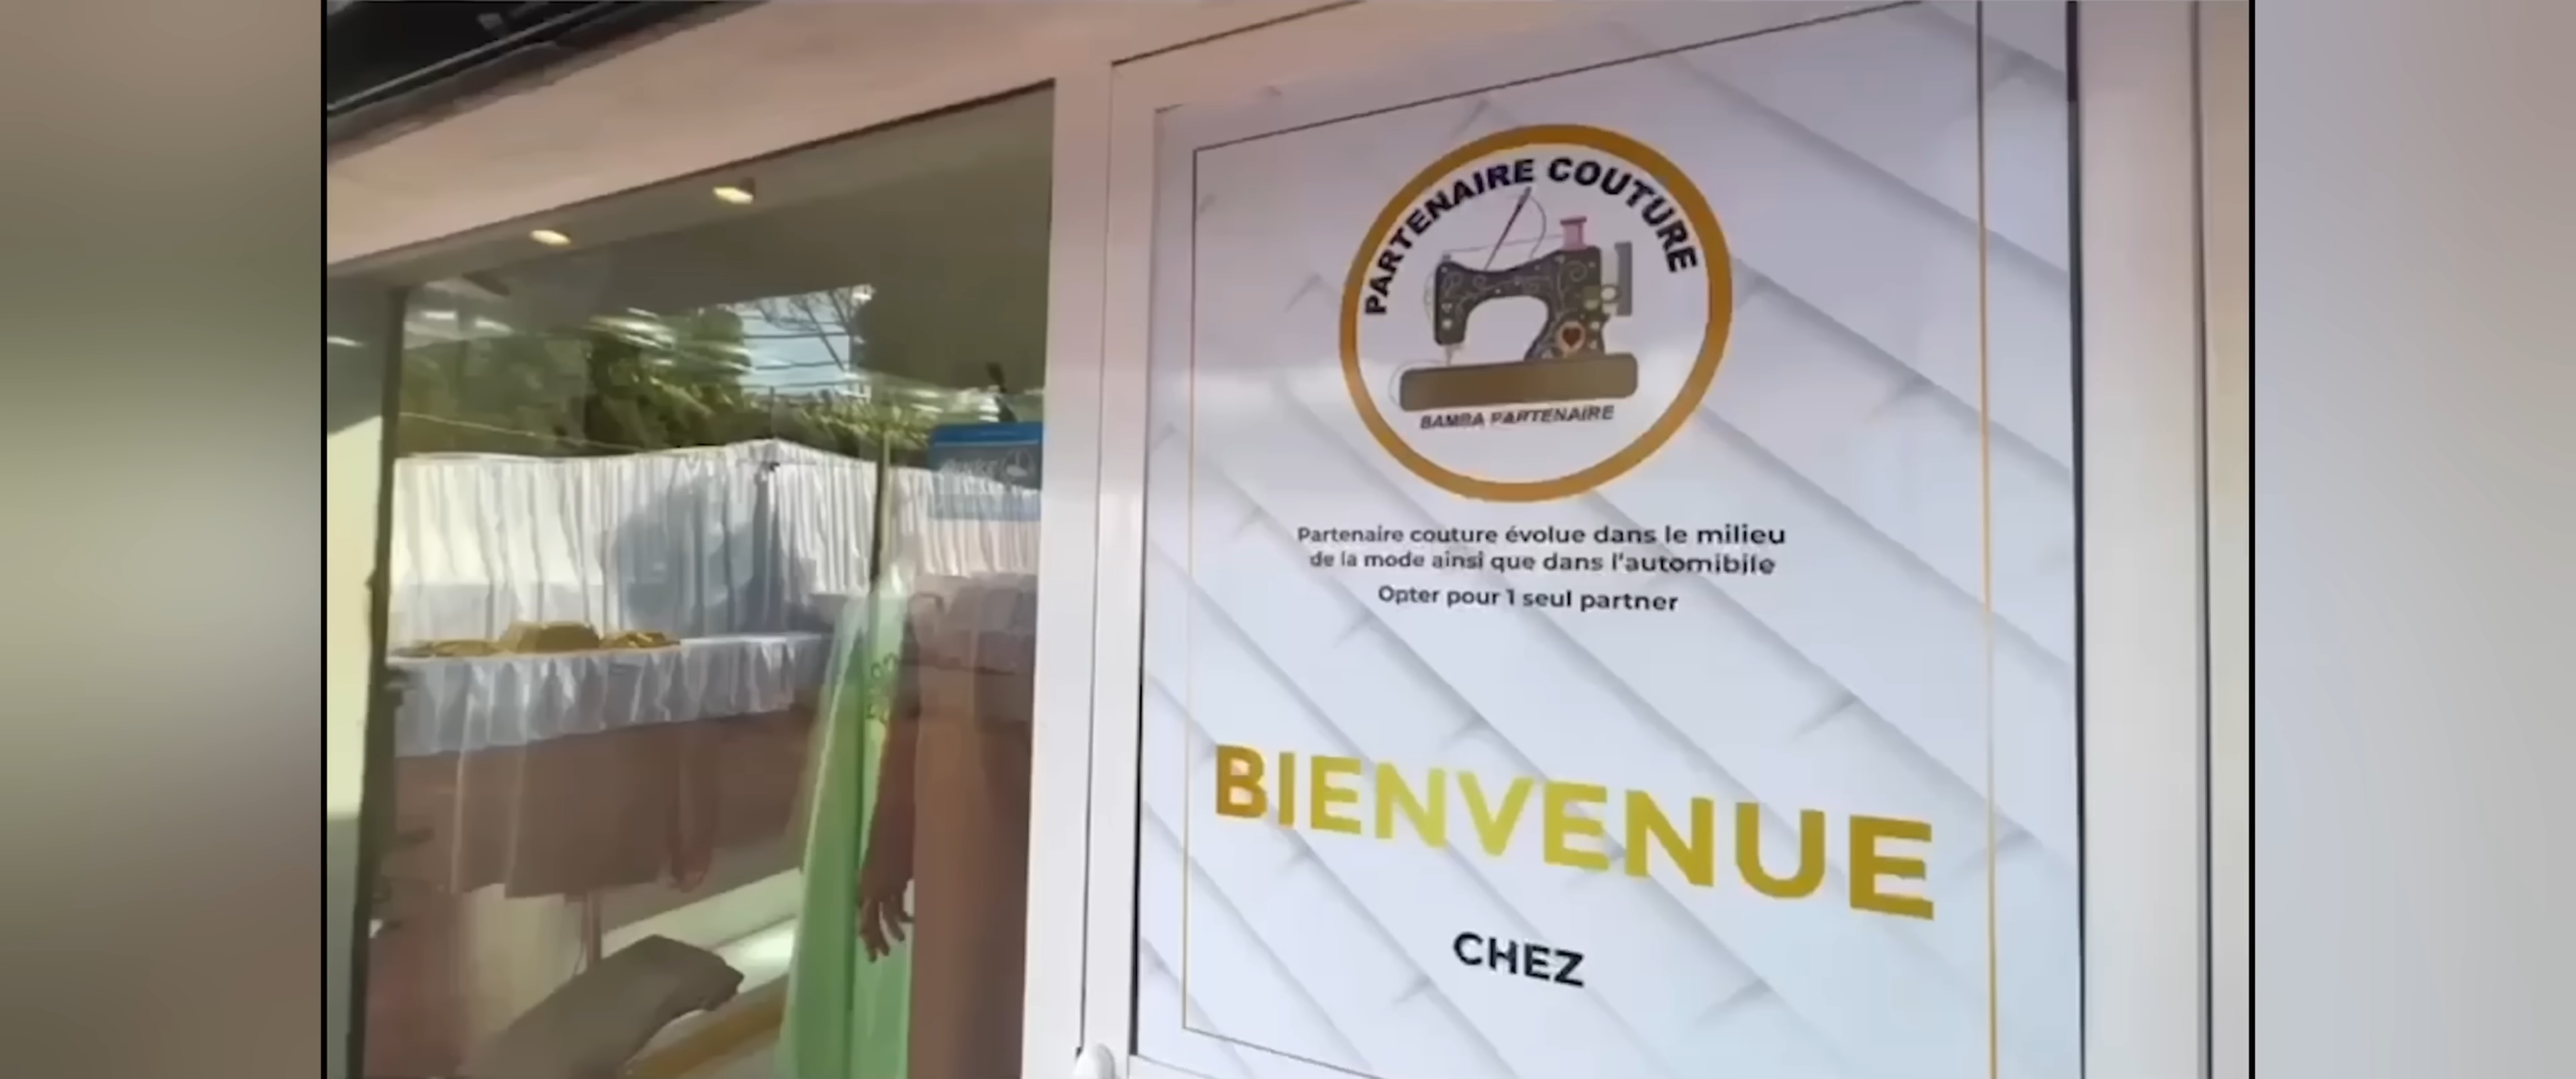 PARTENAIRE COUTURE
BAMBA PARTENAIRE
Partenaire couture évolue dans le milieu
de la mode ainsi que dans l'automibile
Opter pour 1 seul partner
BIENVENUE
CHEZ